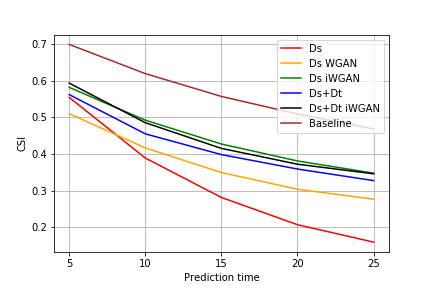 0.7
0.6
0.5
0.4
0.3
0.2
CSI
5 10 15 20 25
Prediction time
Ds
Ds WGAN
Ds iWGAN
Ds+Dt
Ds+Dt iWGAN
Baseline